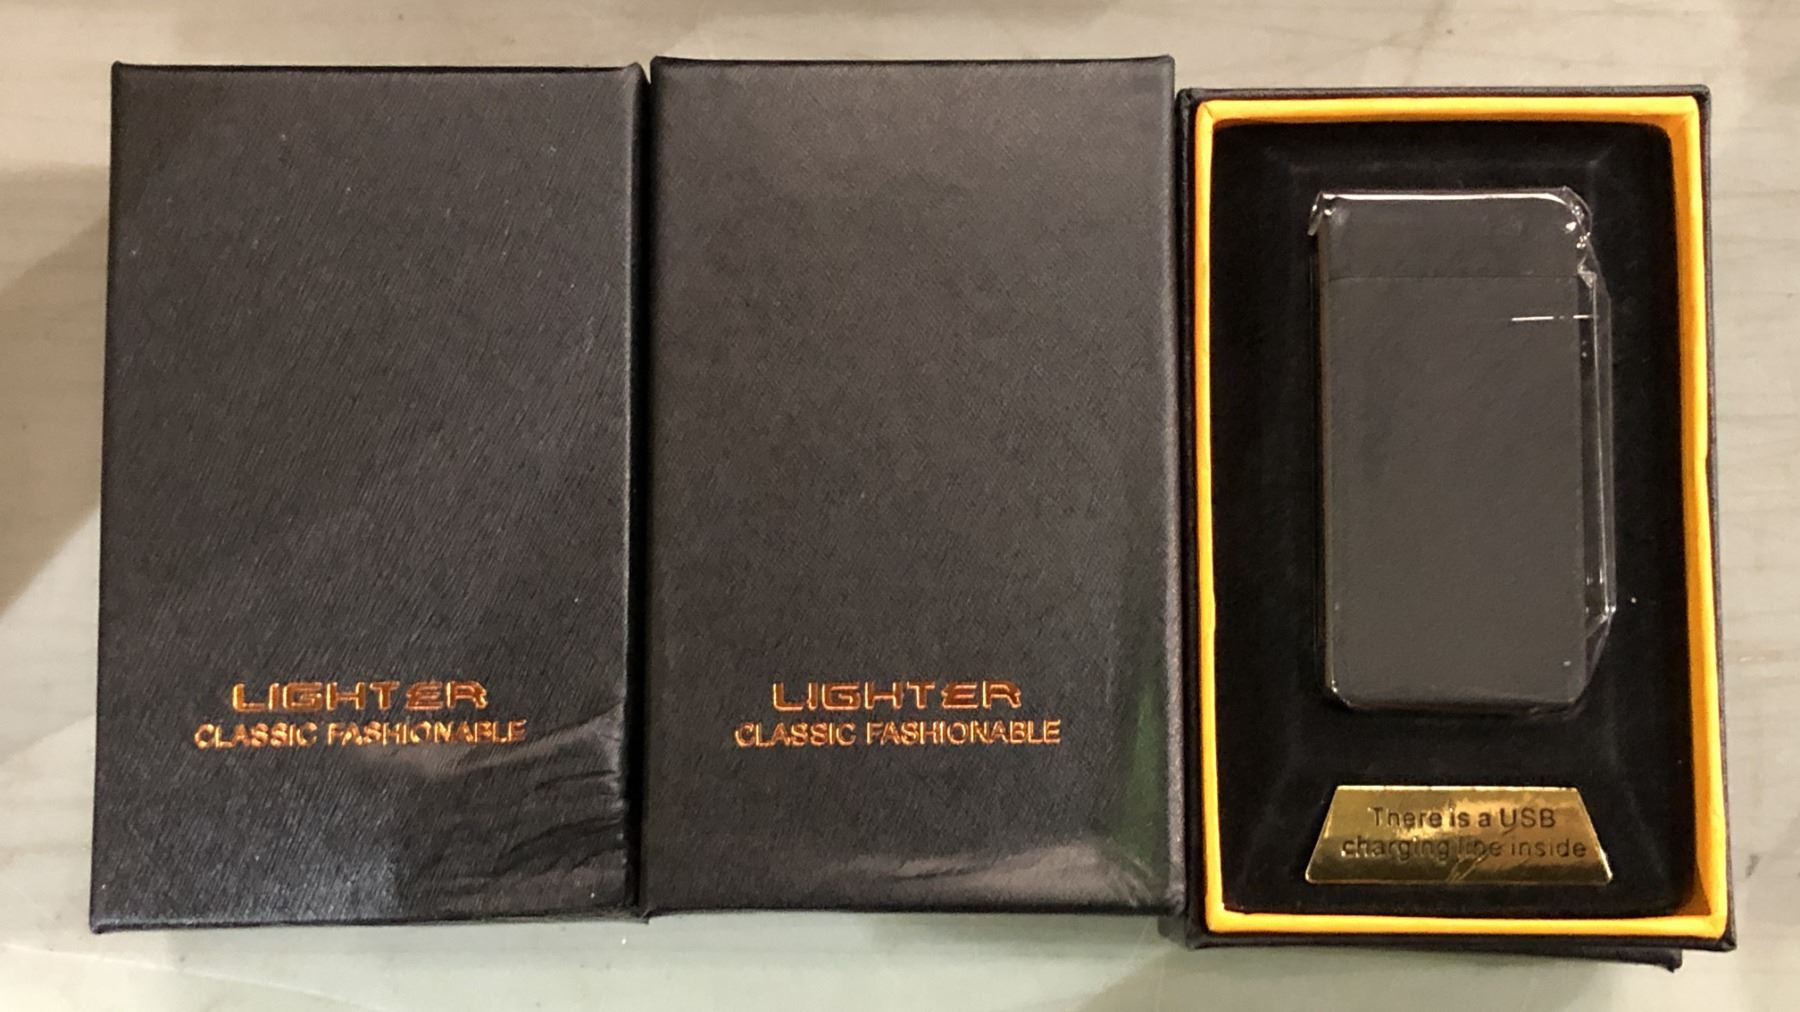 LIGHTER
CLASSIC FASHIONABLE
LIGHTER
CLASSIC FASHIONABLE
There is a USB
charging line inside